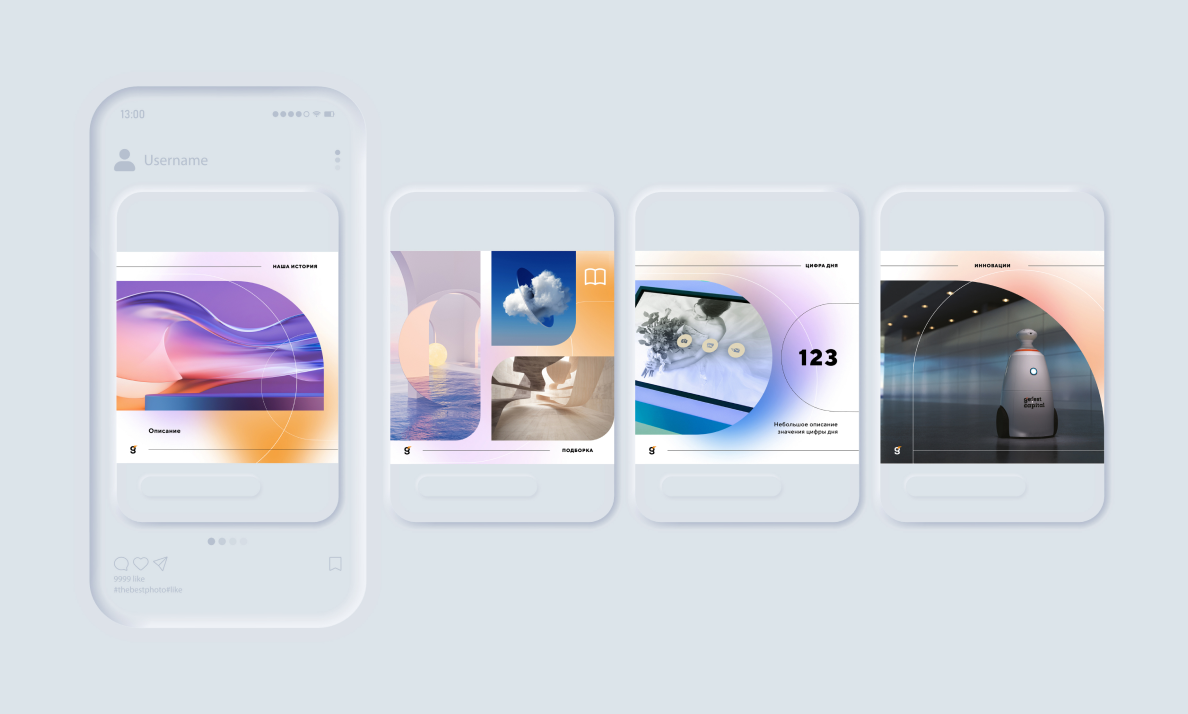 13:00
Username
НАША ИСТОРИЯ
Описание
g
9999 like
#thebestphoto#like
g
ПОДБОРКА
ЦИФРА ДНЯ
123
Небольшое описание
значения цифры дня
g
ИННОВАЦИИ
gefest
capital
g